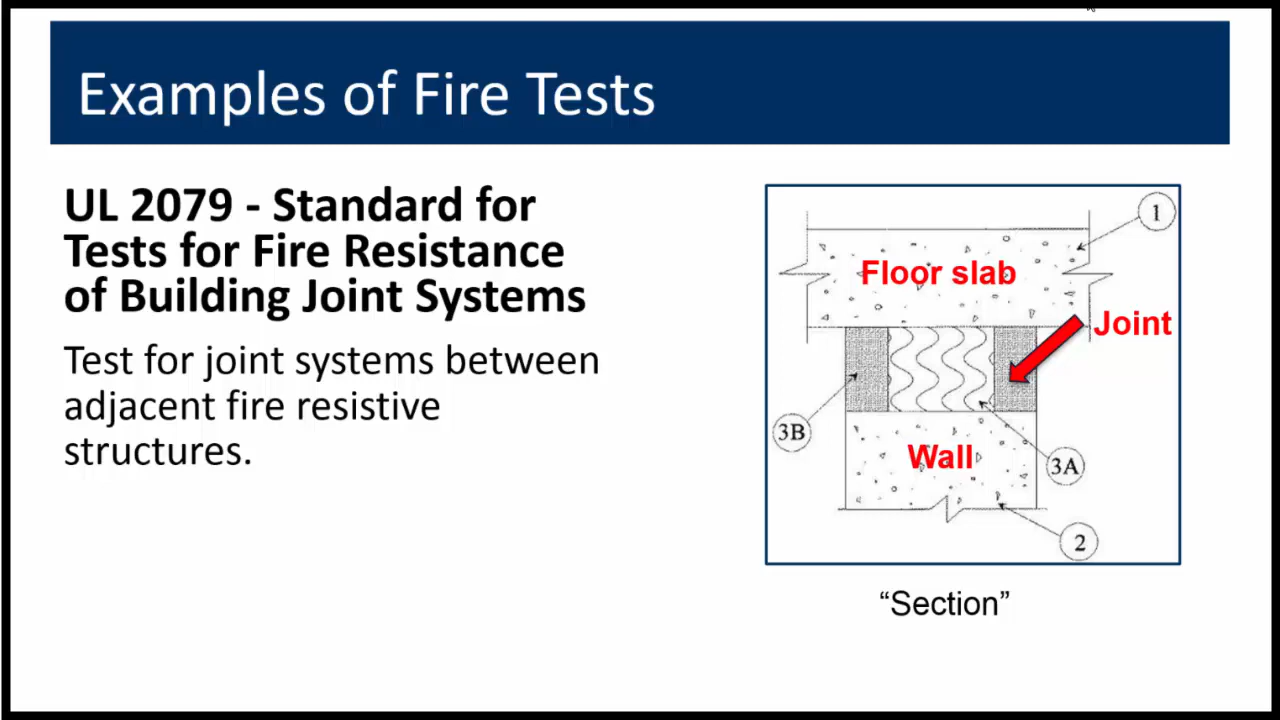 Examples of Fire Tests
UL 2079 - Standard for
Tests for Fire Resistance
of Building Joint Systems
Test for joint systems between
adjacent fire resistive
structures.
1
Floor slab
Joint
3B
Wall
3A
2
“Section”